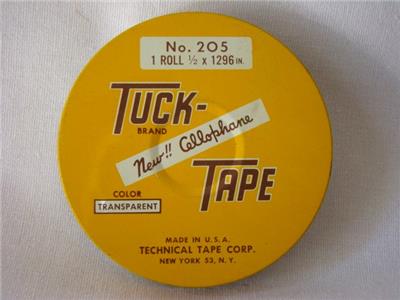 No. 205
1 ROLL ½ x 1296 IN.
TUCK-
BRAND
New!! Cellophane
TAPE
COLOR
TRANSPARENT
MADE IN U.S.A.
TECHNICAL TAPE CORP.
NEW YORK 53, N.Y.